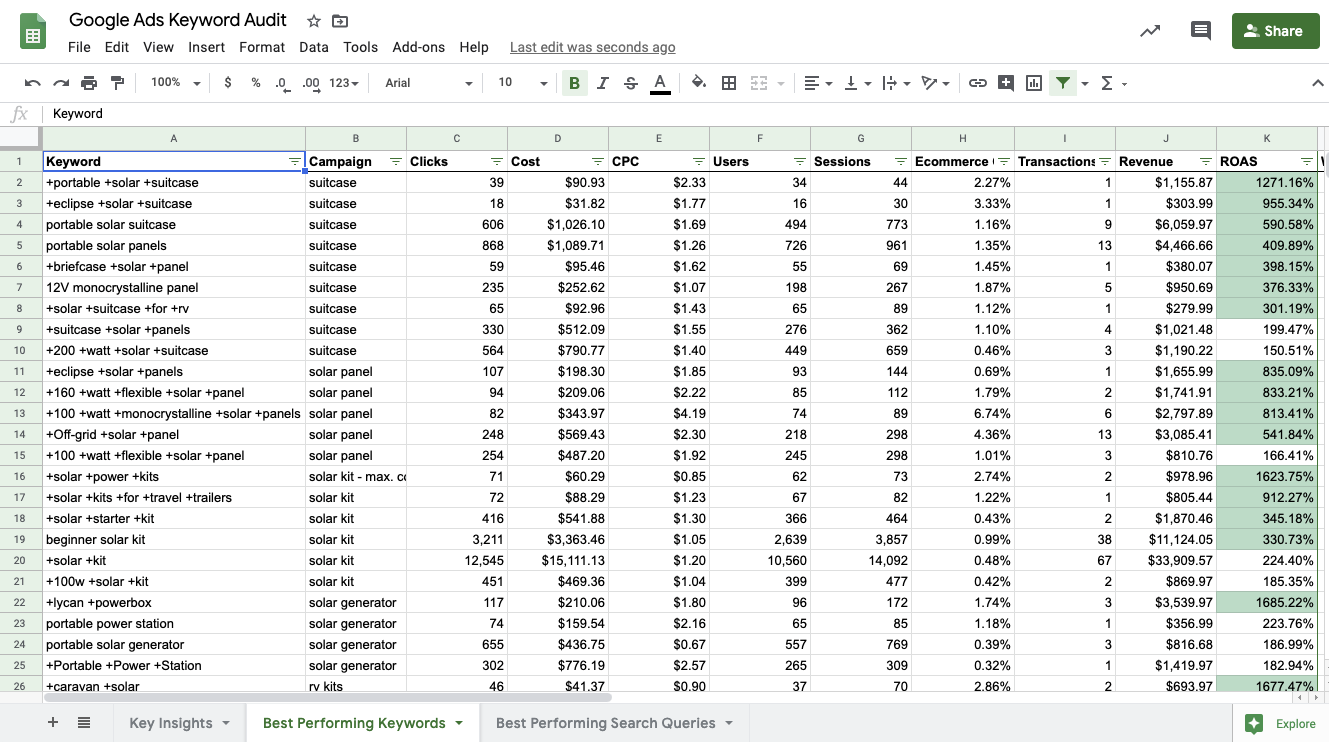 Google Ads Keyword Audit
File Edit View Insert Format Data Tools Add-ons Help Last edit was seconds ago
Share
100% $ % .0 .00 123 Arial 10 B I S A Σ
fx Keyword
A B C D E F G H I J K
1 Keyword Campaign Clicks Cost CPC Users Sessions Ecommerce Transactions Revenue ROAS
2 +portable +solar +suitcase suitcase 39 $90.93 $2.33 34 44 2.27% 1 $1,155.87 1271.16%
3 +eclipse +solar +suitcase suitcase 18 $31.82 $1.77 16 30 3.33% 1 $303.99 955.34%
4 portable solar suitcase suitcase 606 $1,026.10 $1.69 494 773 1.16% 9 $6,059.97 590.58%
5 portable solar panels suitcase 868 $1,089.71 $1.26 726 961 1.35% 13 $4,466.66 409.89%
6 +briefcase +solar +panel suitcase 59 $95.46 $1.62 55 69 1.45% 1 $380.07 398.15%
7 12V monocrystalline panel suitcase 235 $252.62 $1.07 198 267 1.87% 5 $950.69 376.33%
8 +solar +suitcase +for +rv suitcase 65 $92.96 $1.43 65 89 1.12% 1 $279.99 301.19%
9 +suitcase +solar +panels suitcase 330 $512.09 $1.55 276 362 1.10% 4 $1,021.48 199.47%
10 +200 +watt +solar +suitcase suitcase 564 $790.77 $1.40 449 659 0.46% 3 $1,190.22 150.51%
11 +eclipse +solar +panels solar panel 107 $198.30 $1.85 93 144 0.69% 1 $1,655.99 835.09%
12 +160 +watt +flexible +solar +panel solar panel 94 $209.06 $2.22 85 112 1.79% 2 $1,741.91 833.21%
13 +100 +watt +monocrystalline +solar +panels solar panel 82 $343.97 $4.19 74 89 6.74% 6 $2,797.89 813.41%
14 +Off-grid +solar +panel solar panel 248 $569.43 $2.30 218 298 4.36% 13 $3,085.41 541.84%
15 +100 +watt +flexible +solar +panel solar panel 254 $487.20 $1.92 245 298 1.01% 3 $810.76 166.41%
16 +solar +power +kits solar kit - max. co 71 $60.29 $0.85 62 73 2.74% 2 $978.96 1623.75%
17 +solar +kits +for +travel +trailers solar kit 72 $88.29 $1.23 67 82 1.22% 1 $805.44 912.27%
18 +solar +starter +kit solar kit 416 $541.88 $1.30 366 464 0.43% 2 $1,870.46 345.18%
19 beginner solar kit solar kit 3,211 $3,363.46 $1.05 2,639 3,857 0.99% 38 $11,124.05 330.73%
20 +solar +kit solar kit 12,545 $15,111.13 $1.20 10,560 14,092 0.48% 67 $33,909.57 224.40%
21 +100w +solar +kit solar kit 451 $469.36 $1.04 399 477 0.42% 2 $869.97 185.35%
22 +lycan +powerbox solar generator 117 $210.06 $1.80 96 172 1.74% 3 $3,539.97 1685.22%
23 portable power station solar generator 74 $159.54 $2.16 65 85 1.18% 1 $356.99 223.76%
24 portable solar generator solar generator 655 $436.75 $0.67 557 769 0.39% 3 $816.68 186.99%
25 +Portable +Power +Station solar generator 302 $776.19 $2.57 265 309 0.32% 1 $1,419.97 182.94%
26 +caravan +solar rv kits 46 $41.37 $0.90 37 70 2.86% 2 $693.97 1677.47%
Key Insights Best Performing Keywords Best Performing Search Queries Explore